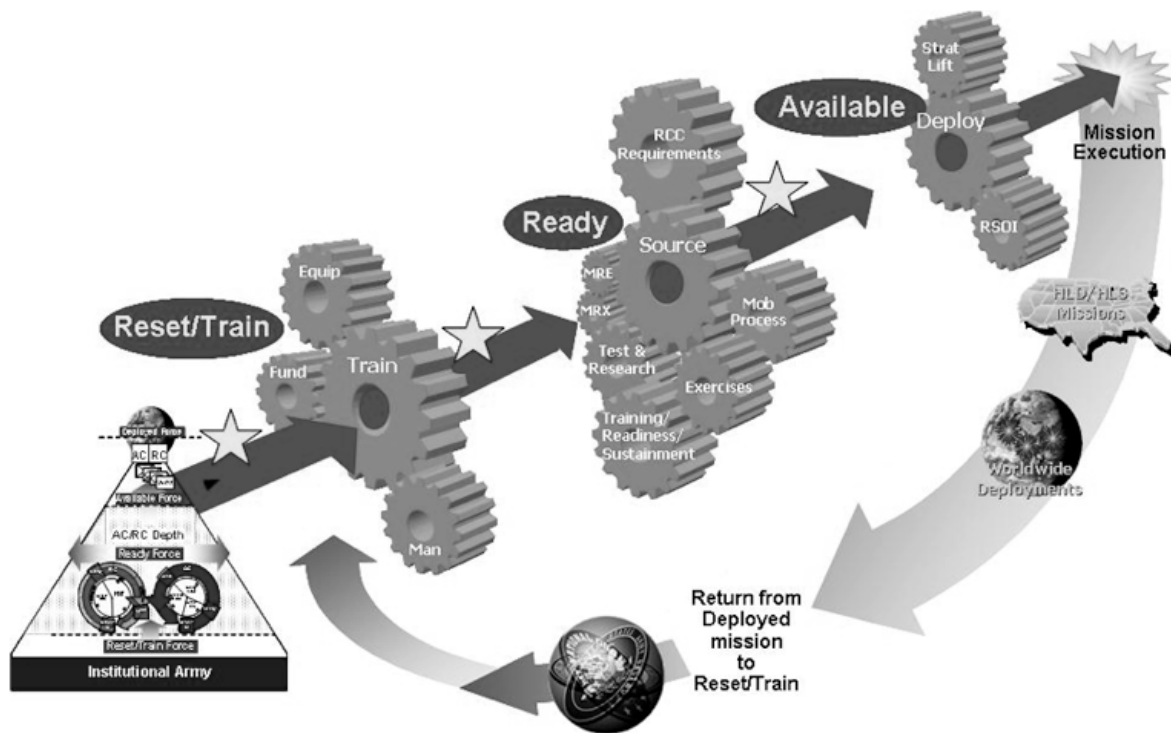 Strat
Lift
Available
Deploy
Mission
Execution
RCC
Requirements
RSOI
Ready
Source
MRE
MRX
Mob
Process
HLD/HLS
Missions
Equip
Reset/Train
Test &
Research
Train
Fund
Exercises
Training/
Readiness/
Sustainment
Worldwide
Deployments
Man
Deployed Force
AC RC
Available Force
AC/RC Depth
Ready Force
Reset/Train Force
Institutional Army
Return from
Deployed
mission
to
Reset/Train